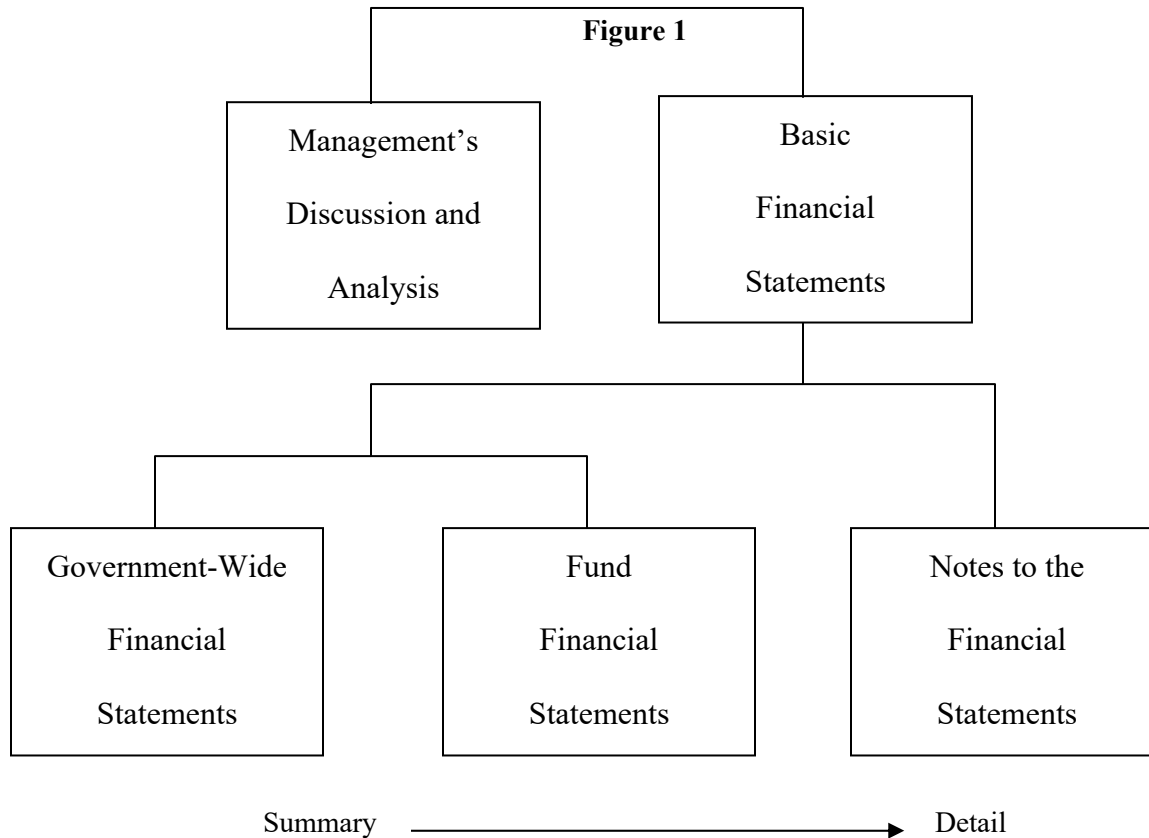 Figure 1
Management’s
Discussion and
Analysis
Basic
Financial
Statements
Government-Wide
Financial
Statements
Fund
Financial
Statements
Notes to the
Financial
Statements
Summary
Detail